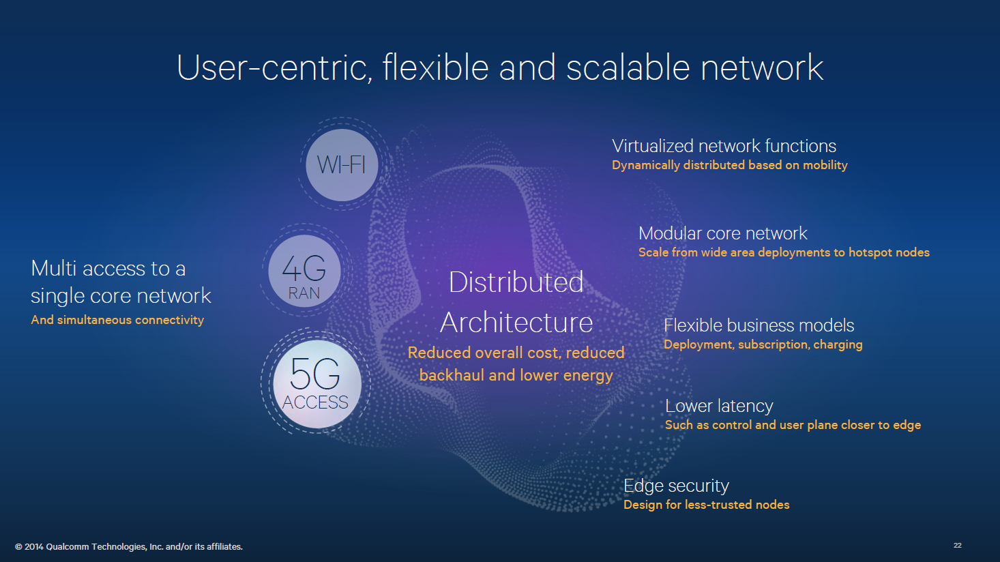 User-centric, flexible and scalable network
WI-FI
4G
RAN
5G
ACCESS
Multi access to a
single core network
And simultaneous connectivity
Distributed
Architecture
Reduced overall cost, reduced
backhaul and lower energy
Virtualized network functions
Dynamically distributed based on mobility
Modular core network
Scale from wide area deployments to hotspot nodes
Flexible business models
Deployment, subscription, charging
Lower latency
Such as control and user plane closer to edge
Edge security
Design for less-trusted nodes
© 2014 Qualcomm Technologies, Inc. and/or its affiliates.
22